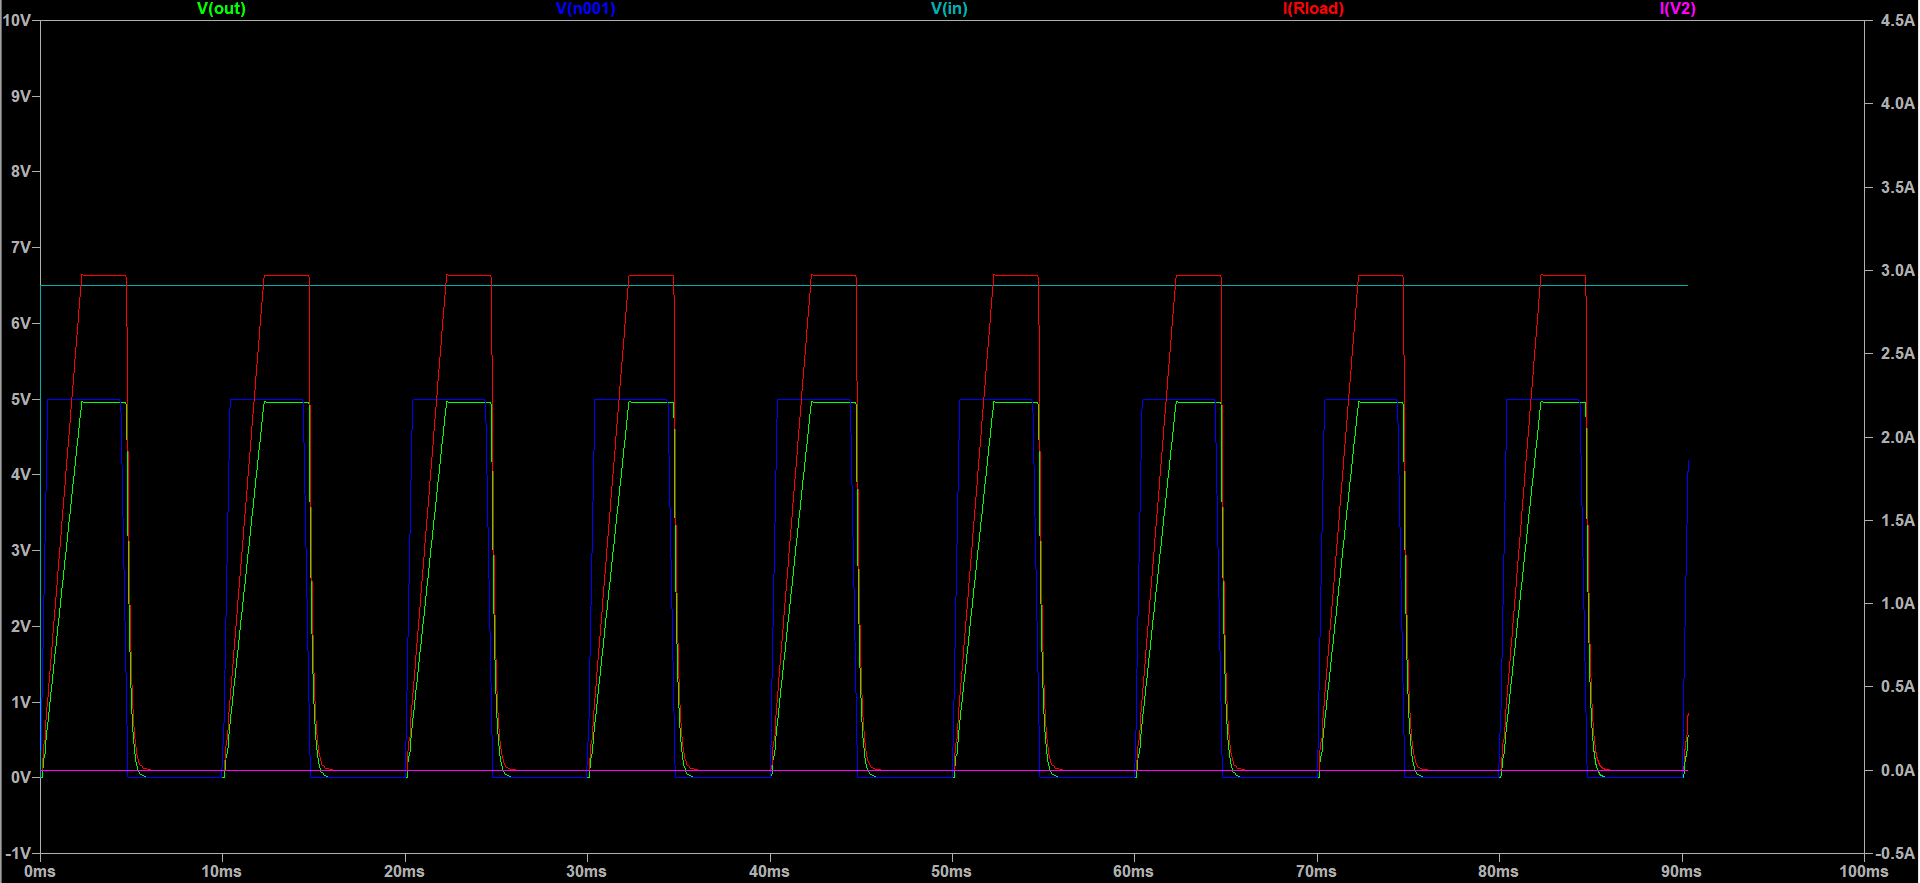 V(out) V(n001) V(in) I(Rload) I(V2)
10V 4.5A
9V 4.0A
8V 3.5A
7V 3.0A
6V 2.5A
5V 2.0A
4V 1.5A
3V 1.0A
2V 0.5A
1V 0.0A
0V -0.5A
-1V
0ms 10ms 20ms 30ms 40ms 50ms 60ms 70ms 80ms 90ms 100ms